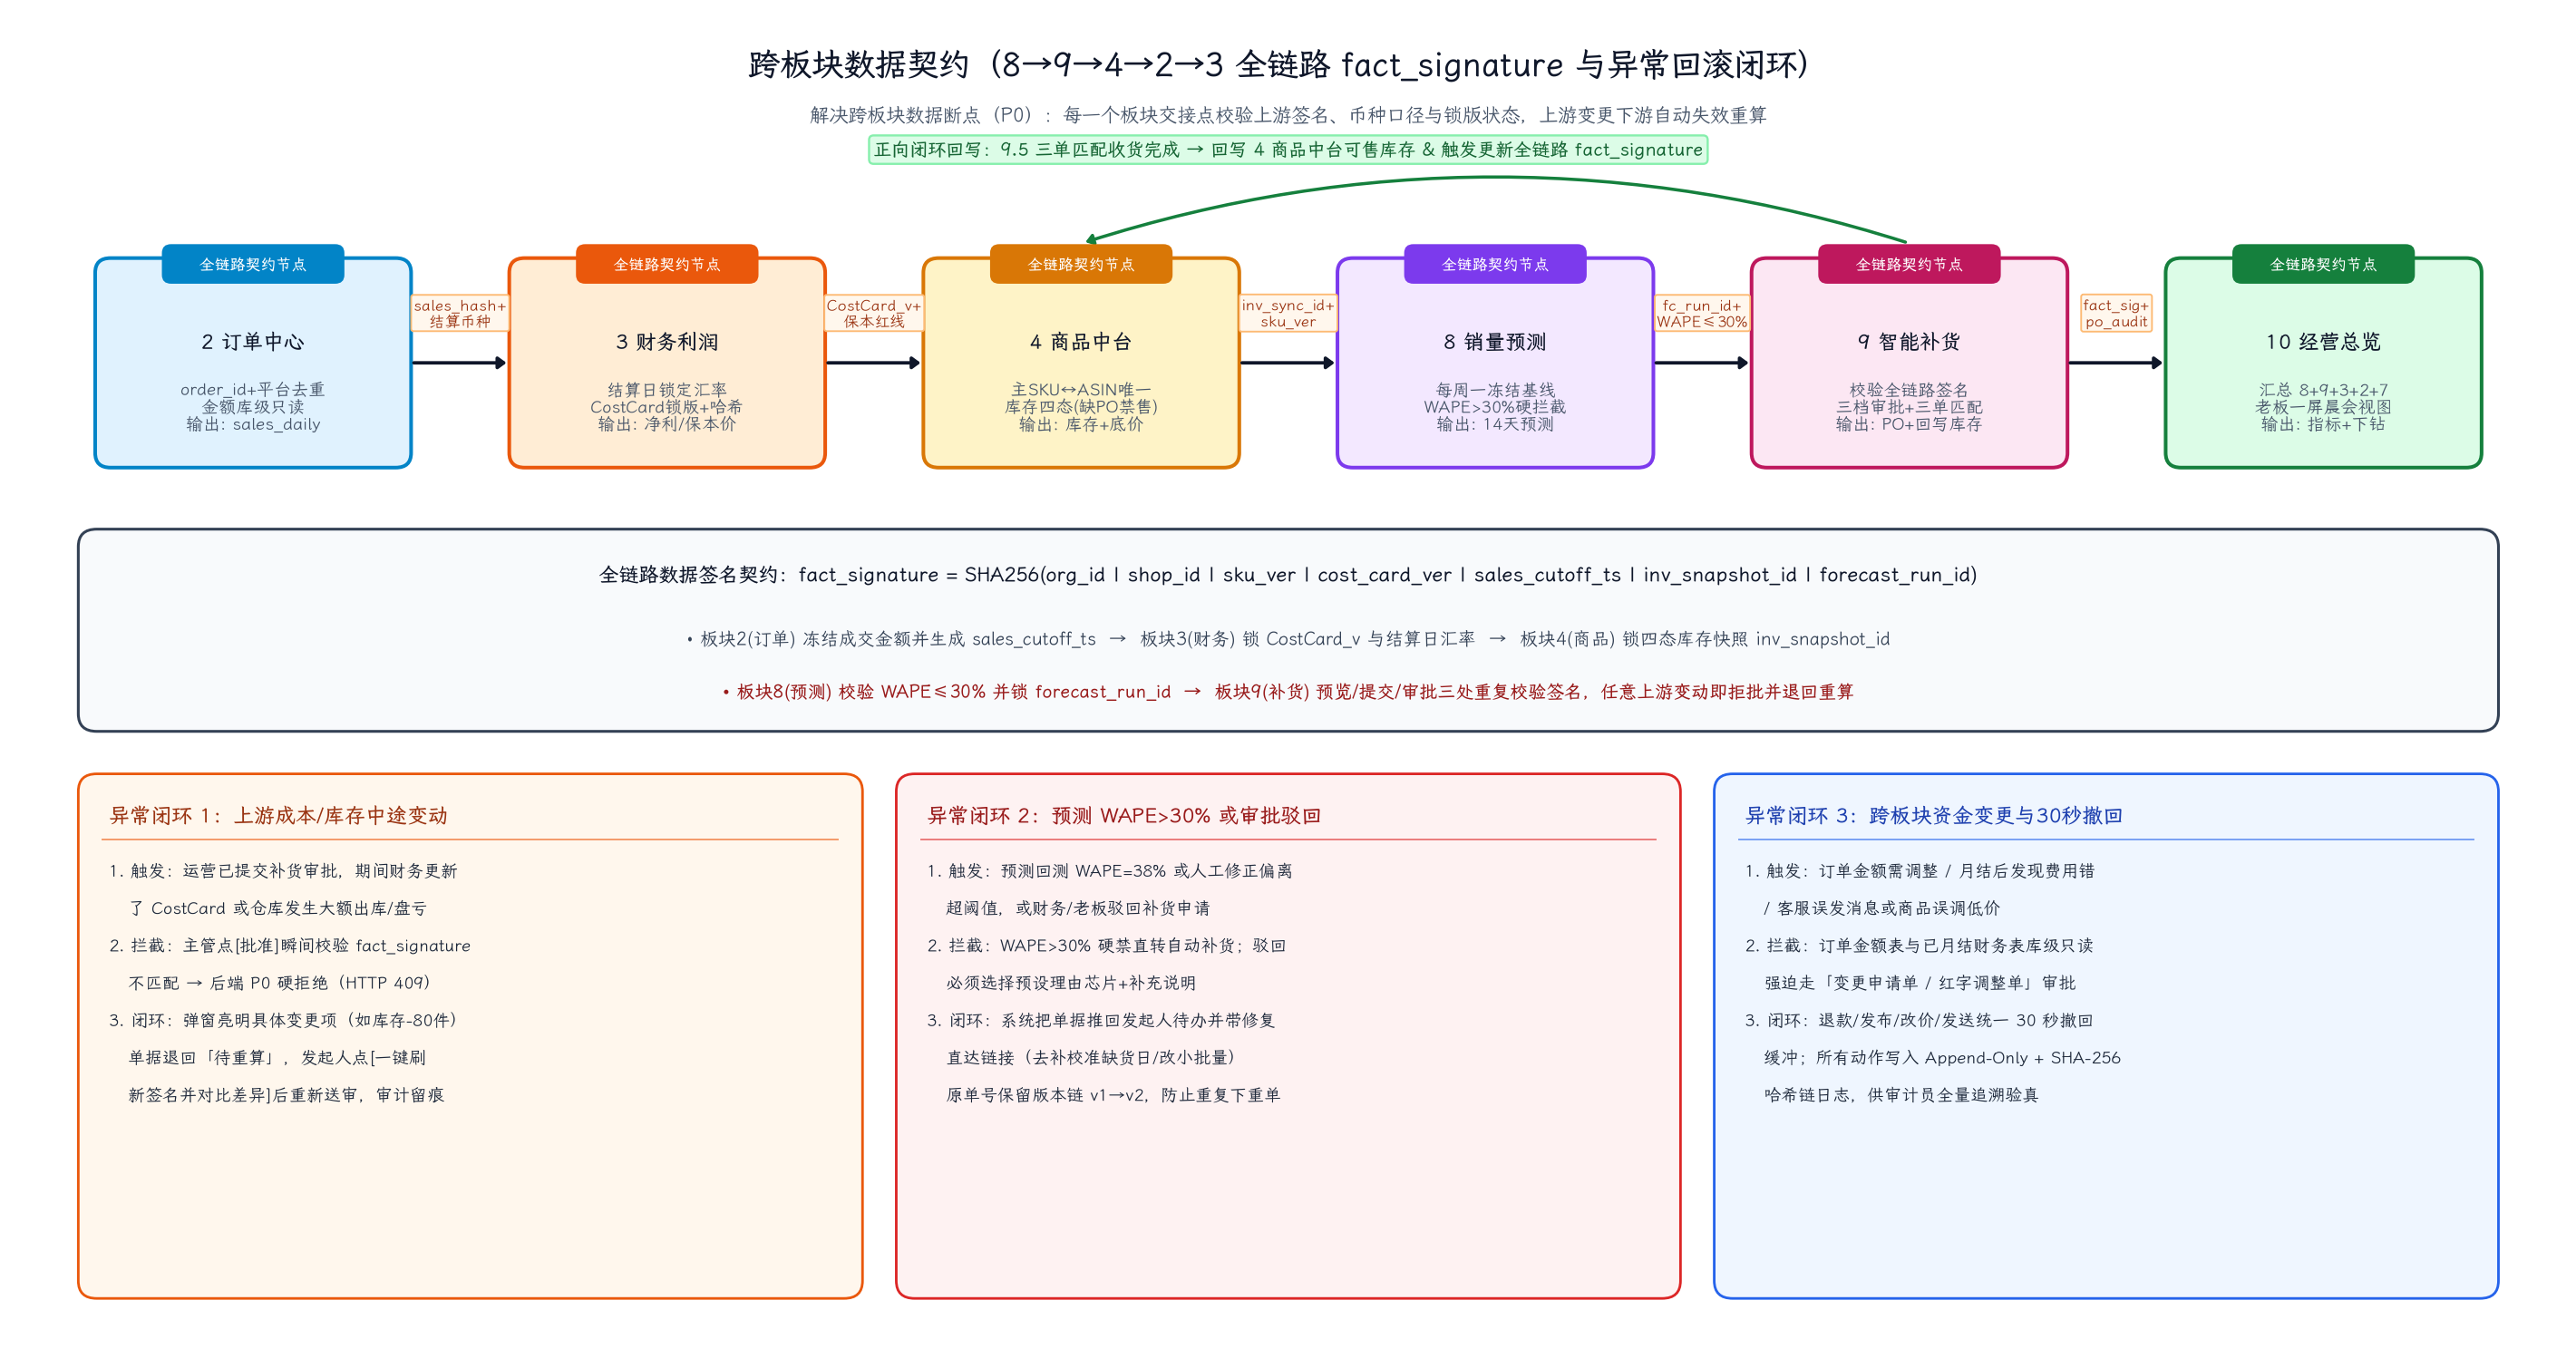 跨板块数据契约（8→9→4→2→3 全链路 fact_signature 与异常回滚闭环）
解决跨板块数据断点（P0）：每一个板块交接点校验上游签名、币种口径与锁版状态，上游变更下游自动失效重算
正向闭环回写：9.5 三单匹配收货完成 → 回写 4 商品中台可售库存 & 触发更新全链路 fact_signature
全链路契约节点
2 订单中心
order_id+平台去重
金额库级只读
输出: sales_daily
sales_hash+
结算币种
全链路契约节点
3 财务利润
结算日锁定汇率
CostCard锁版+哈希
输出: 净利/保本价
CostCard_v+
保本红线
全链路契约节点
4 商品中台
主SKU↔ASIN唯一
库存四态(缺PO禁售)
输出: 库存+底价
inv_sync_id+
sku_ver
全链路契约节点
8 销量预测
每周一冻结基线
WAPE>30%硬拦截
输出: 14天预测
fc_run_id+
WAPE≤30%
全链路契约节点
9 智能补货
校验全链路签名
三档审批+三单匹配
输出: PO+回写库存
fact_sig+
po_audit
全链路契约节点
10 经营总览
汇总 8+9+3+2+7
老板一屏晨会视图
输出: 指标+下钻
全链路数据签名契约：fact_signature = SHA256(org_id | shop_id | sku_ver | cost_card_ver | sales_cutoff_ts | inv_snapshot_id | forecast_run_id)
• 板块2(订单) 冻结成交金额并生成 sales_cutoff_ts → 板块3(财务) 锁 CostCard_v 与结算日汇率 → 板块4(商品) 锁四态库存快照 inv_snapshot_id
• 板块8(预测) 校验 WAPE≤30% 并锁 forecast_run_id → 板块9(补货) 预览/提交/审批三处重复校验签名，任意上游变动即拒批并退回重算
异常闭环 1：上游成本/库存中途变动
1. 触发：运营已提交补货审批，期间财务更新
了 CostCard 或仓库发生大额出库/盘亏
2. 拦截：主管点[批准]瞬间校验 fact_signature
不匹配 → 后端 P0 硬拒绝（HTTP 409）
3. 闭环：弹窗亮明具体变更项（如库存-80件）
单据退回「待重算」，发起人点[一键刷
新签名并对比差异]后重新送审，审计留痕
异常闭环 2：预测 WAPE>30% 或审批驳回
1. 触发：预测回测 WAPE=38% 或人工修正偏离
超阈值，或财务/老板驳回补货申请
2. 拦截：WAPE>30% 硬禁直转自动补货；驳回
必须选择预设理由芯片+补充说明
3. 闭环：系统把单据推回发起人待办并带修复
直达链接（去补校准缺货日/改小批量）
原单号保留版本链 v1→v2，防止重复下重单
异常闭环 3：跨板块资金变更与30秒撤回
1. 触发：订单金额需调整 / 月结后发现费用错
/ 客服误发消息或商品误调低价
2. 拦截：订单金额表与已月结财务表库级只读
强迫走「变更申请单 / 红字调整单」审批
3. 闭环：退款/发布/改价/发送统一 30 秒撤回
缓冲；所有动作写入 Append-Only + SHA-256
哈希链日志，供审计员全量追溯验真